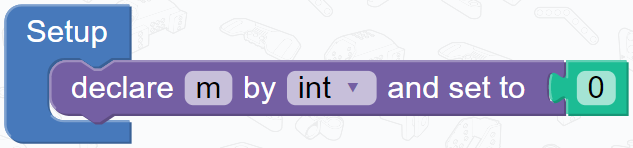 Setup
declare m by int ▾ and set to 0